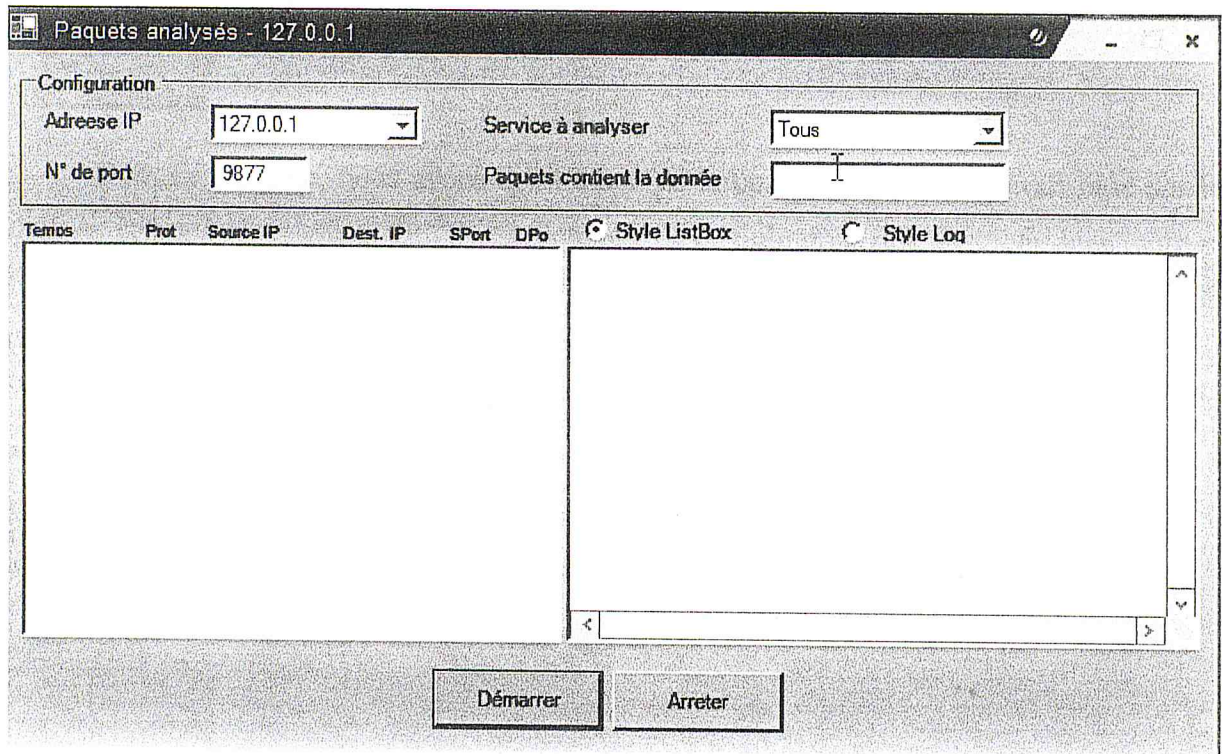 Paquets analysés - 127.0.0.1
Configuration
Adreese IP 127.0.0.1 Service à analyser Tous
N° de port 9877 Paquets contient la donnée
Temps Prot Source IP Dest. IP SPort DPo Style ListBox Style Log
Démarrer Arreter